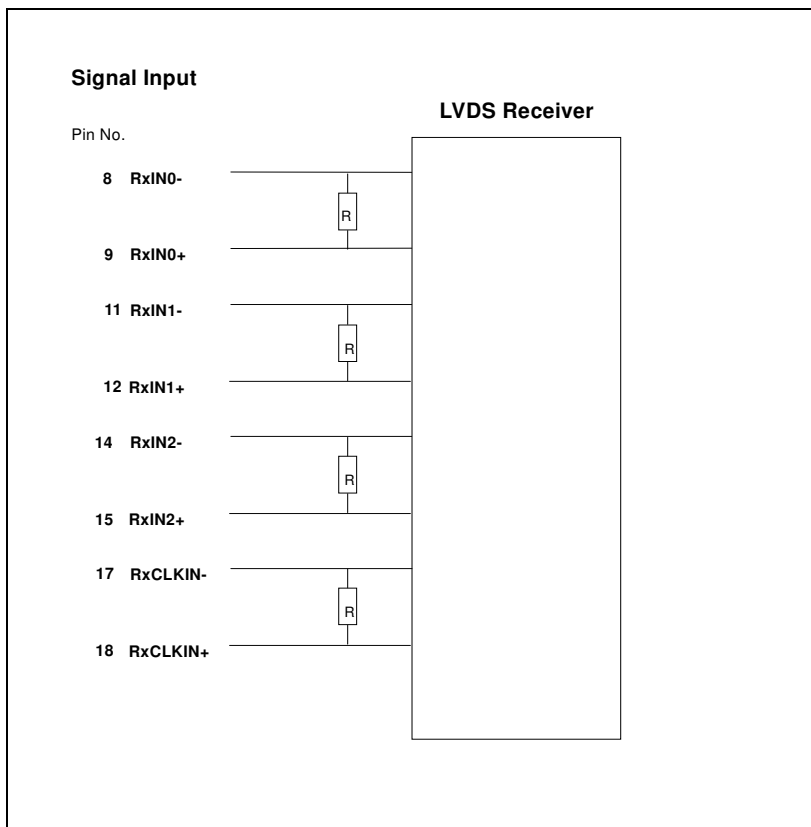 Signal Input
LVDS Receiver
Pin No.
8 RxIN0-
R
9 RxIN0+
11 RxIN1-
R
12 RxIN1+
14 RxIN2-
R
15 RxIN2+
17 RxCLKIN-
R
18 RxCLKIN+